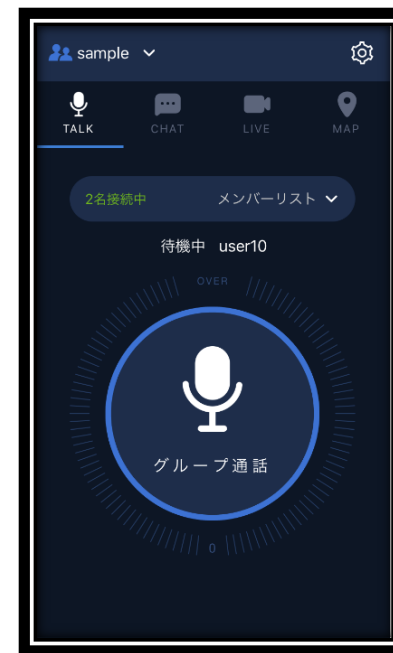 sample
TALK CHAT LIVE MAP
2名接続中 メンバーリスト
待機中 user10
OVER
グループ通話
0